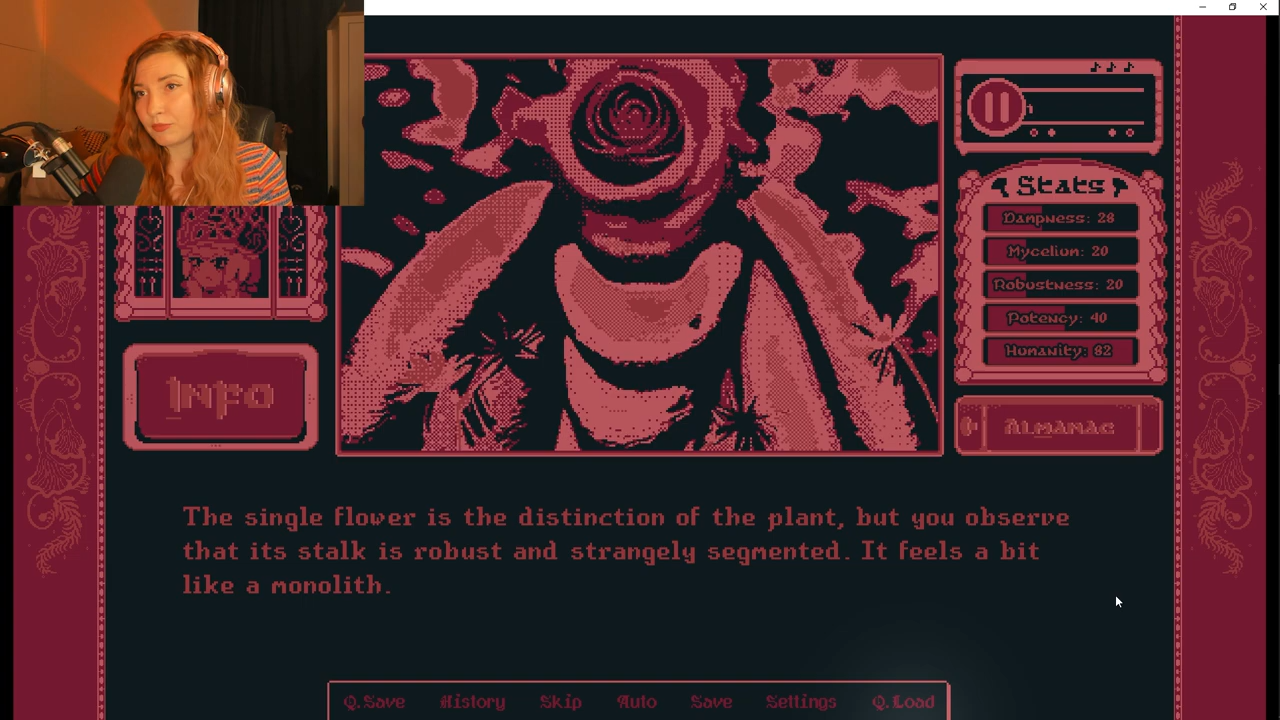 Stats
Dampness: 28
Mycelion: 20
Robustness: 20
Potency: 40
Humanity: 82
Info
Almanac
The single flower is the distinction of the plant, but you observe
that its stalk is robust and strangely segmented. It feels a bit
like a monolith.
Q.Save History Skip Auto Save Settings Q.Load